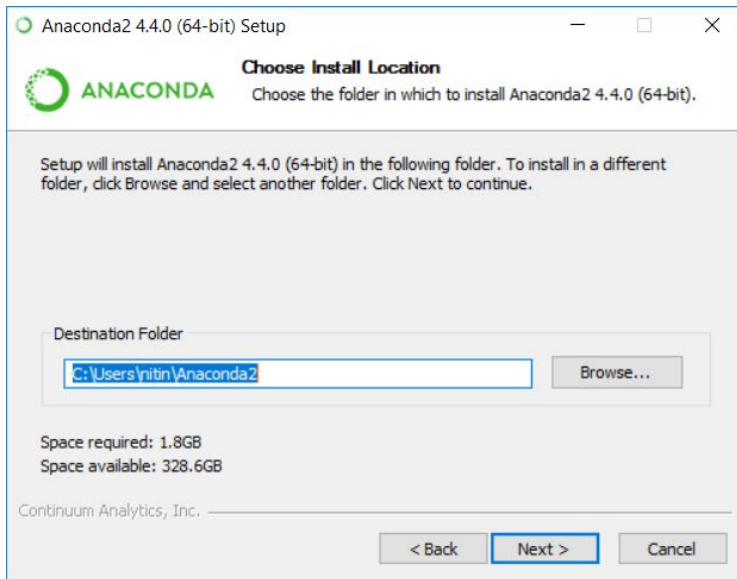 Anaconda2 4.4.0 (64-bit) Setup
ANACONDA
Choose Install Location
Choose the folder in which to install Anaconda2 4.4.0 (64-bit).
Setup will install Anaconda2 4.4.0 (64-bit) in the following folder. To install in a different
folder, click Browse and select another folder. Click Next to continue.
Destination Folder
C:\Users\nitin\Anaconda2
Browse...
Space required: 1.8GB
Space available: 328.6GB
Continuum Analytics, Inc.
< Back
Next >
Cancel